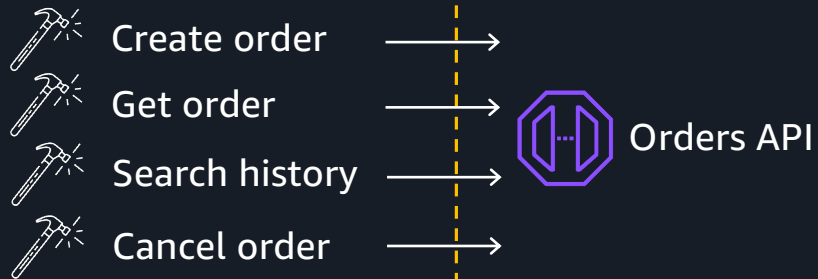 Create order
Get order
Orders API
Search history
Cancel order